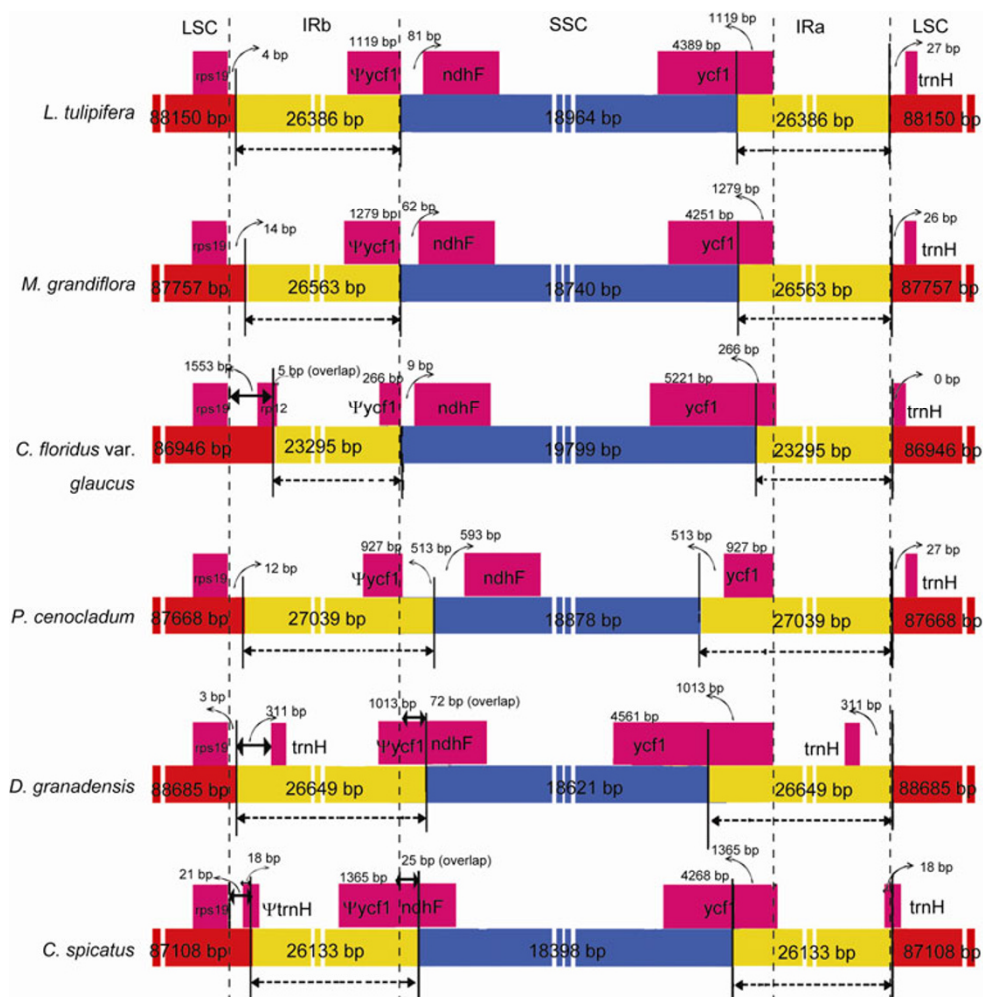 LSC IRb SSC IRa LSC
4 bp 1119 bp 81 bp 1119 bp 4389 bp 27 bp
rps19 Ψycf1 ndhF ycf1 trnH
L. tulipifera 88150 bp 26386 bp 18964 bp 26386 bp 88150 bp
14 bp 1279 bp 62 bp 4251 bp 1279 bp 26 bp
rps19 Ψycf1 ndhF ycf1 trnH
M. grandiflora 87757 bp 26563 bp 18740 bp 26563 bp 87757 bp
1553 bp 5 bp (overlap) 266 bp 9 bp 5221 bp 266 bp 0 bp
rps19 rp12 Ψycf1 ndhF ycf1 trnH
C. floridus var. 86946 bp 23295 bp 19799 bp 23295 bp 86946 bp
glaucus
12 bp 927 bp 513 bp 593 bp 513 bp 927 bp 27 bp
rps19 Ψycf1 ndhF ycf1 trnH
P. cenocladum 87668 bp 27039 bp 18878 bp 27039 bp 87668 bp
3 bp 311 bp 1013 bp 72 bp (overlap) 4561 bp 1013 bp 311 bp
rps19 trnH Ψycf1 ndhF ycf1 trnH
D. granadensis 88685 bp 26649 bp 18621 bp 26649 bp 88685 bp
21 bp 18 bp 1365 bp 25 bp (overlap) 4268 bp 1365 bp 18 bp
rps19 ΨtrnH Ψycf1 ndhF ycf1 trnH
C. spicatus 87108 bp 26133 bp 18398 bp 26133 bp 87108 bp